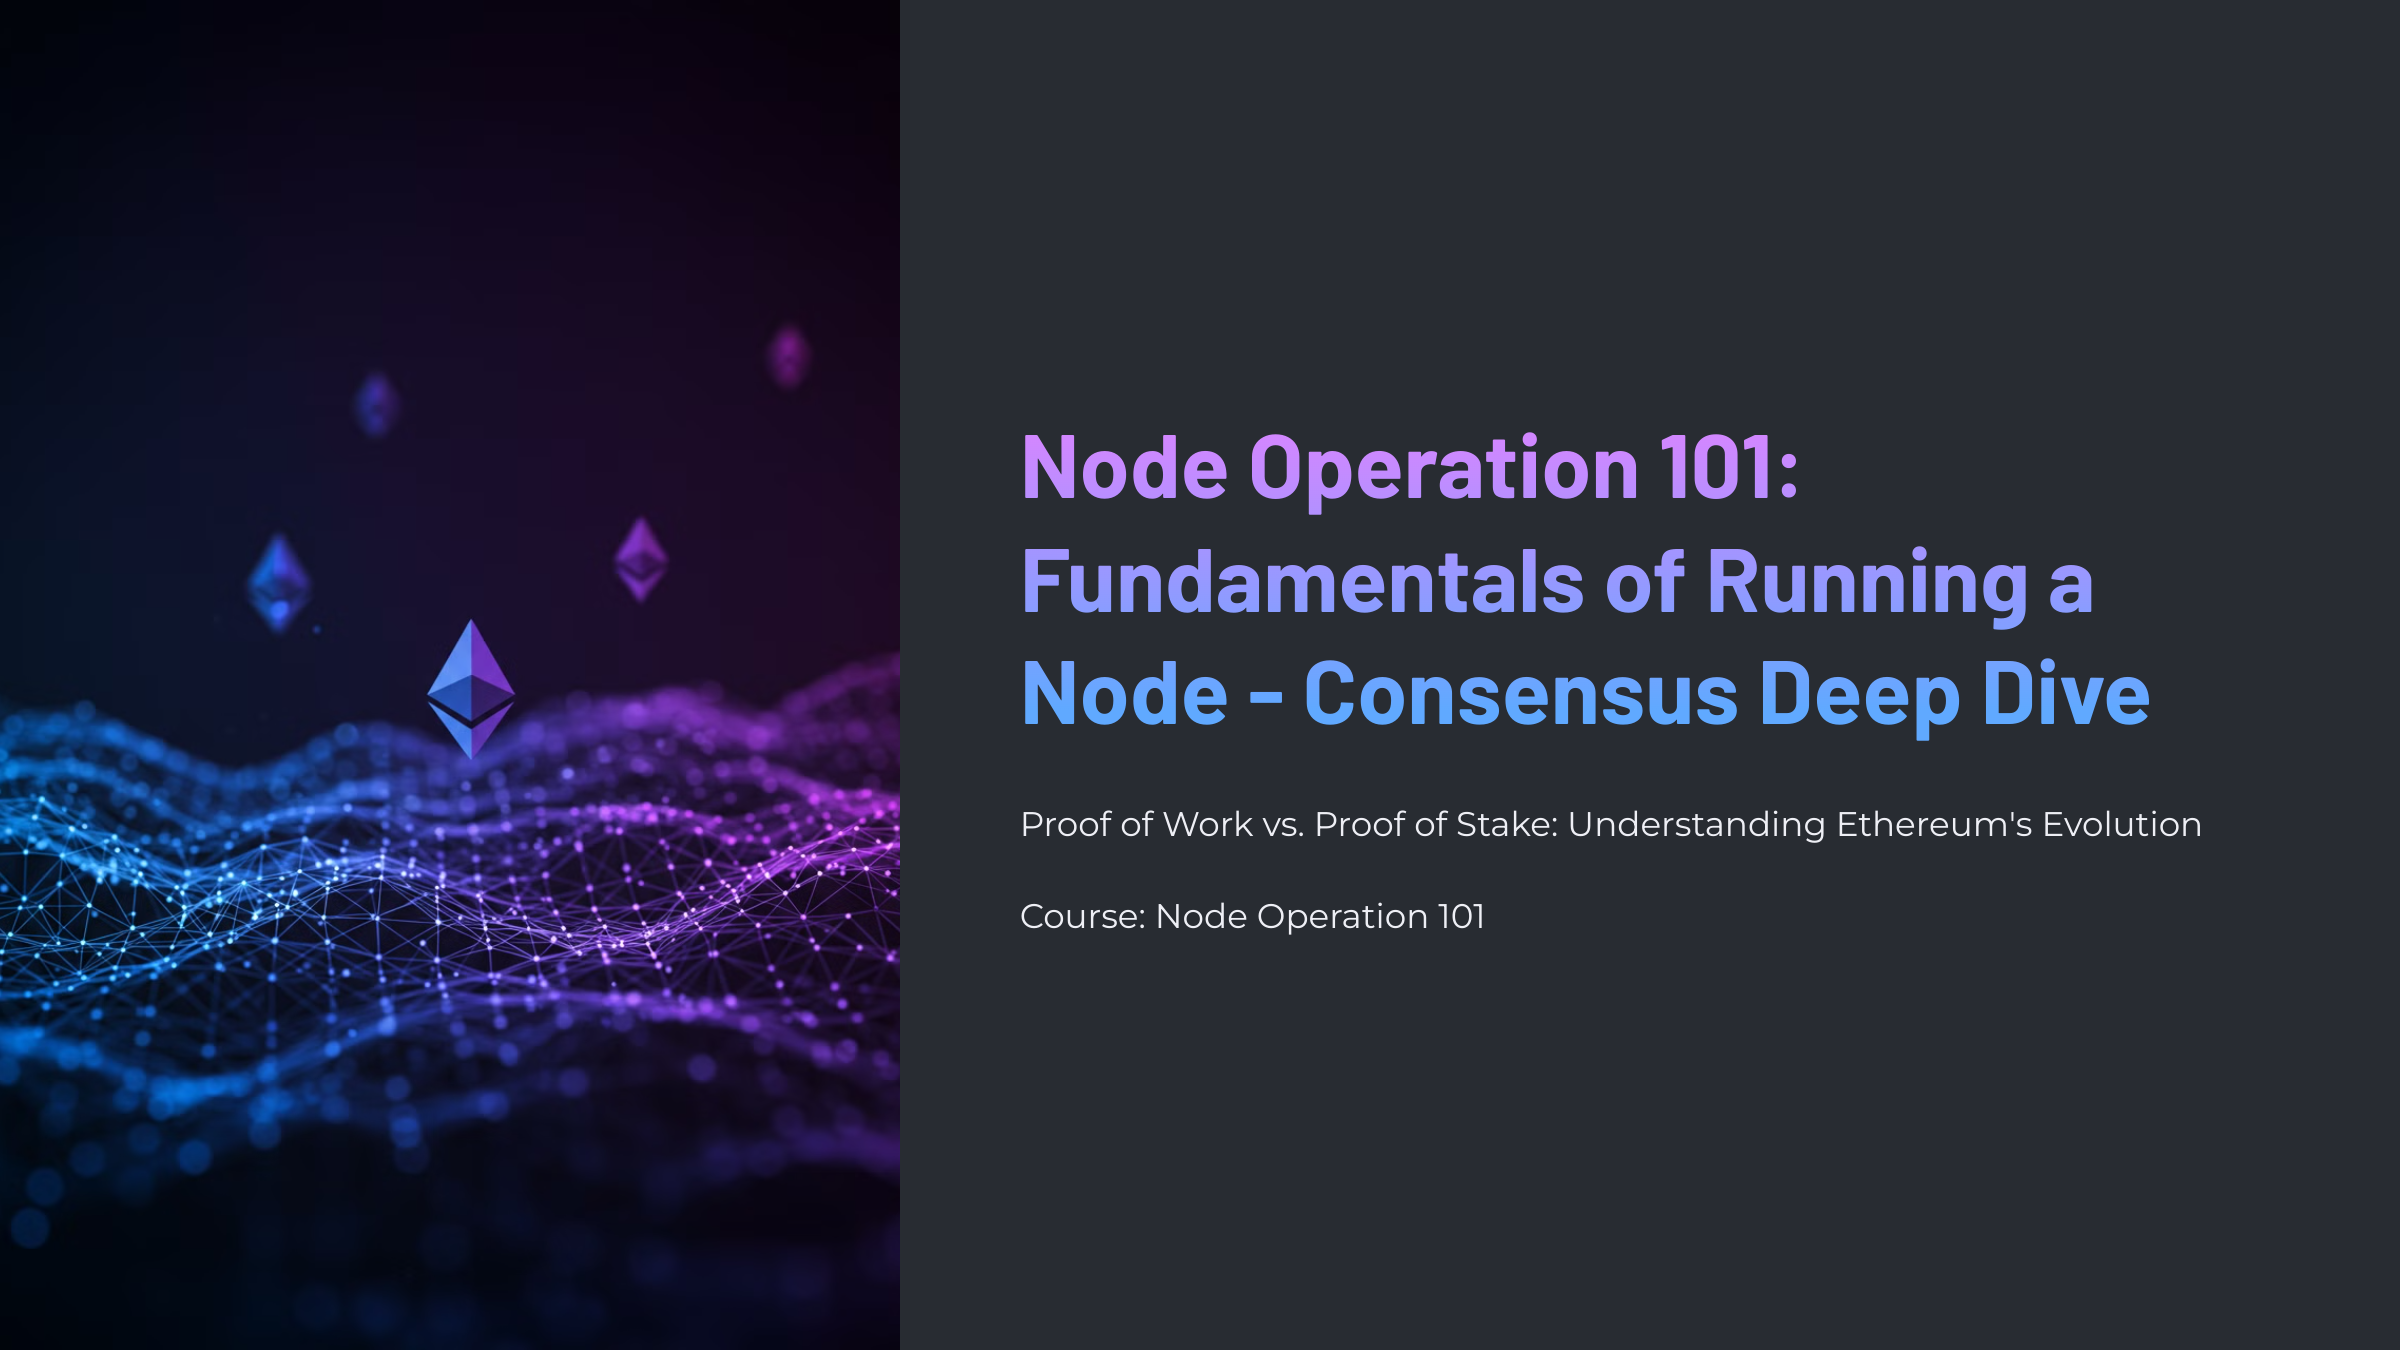 Node Operation 101:
Fundamentals of Running a
Node - Consensus Deep Dive
Proof of Work vs. Proof of Stake: Understanding Ethereum's Evolution
Course: Node Operation 101